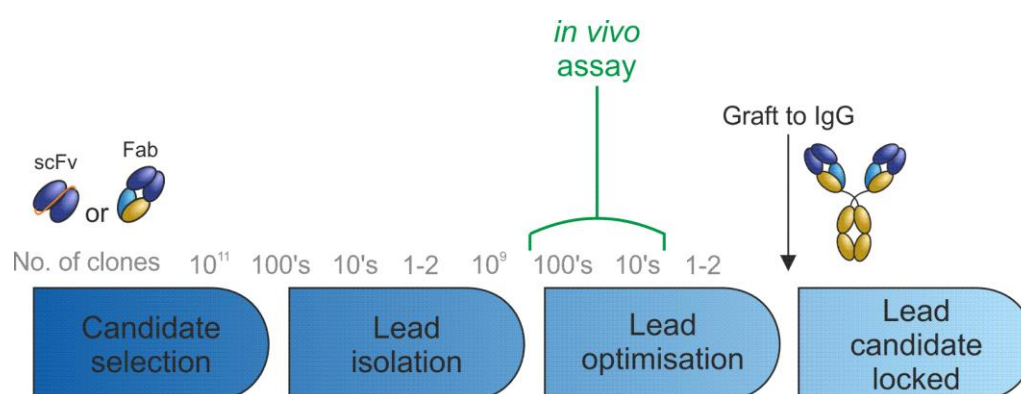 in vivo
assay
Graft to IgG
scFv
or
Fab
No. of clones 10¹¹ 100's 10's 1-2 10⁹ 100's 10's 1-2
Candidate
selection
Lead
isolation
Lead
optimisation
Lead
candidate
locked